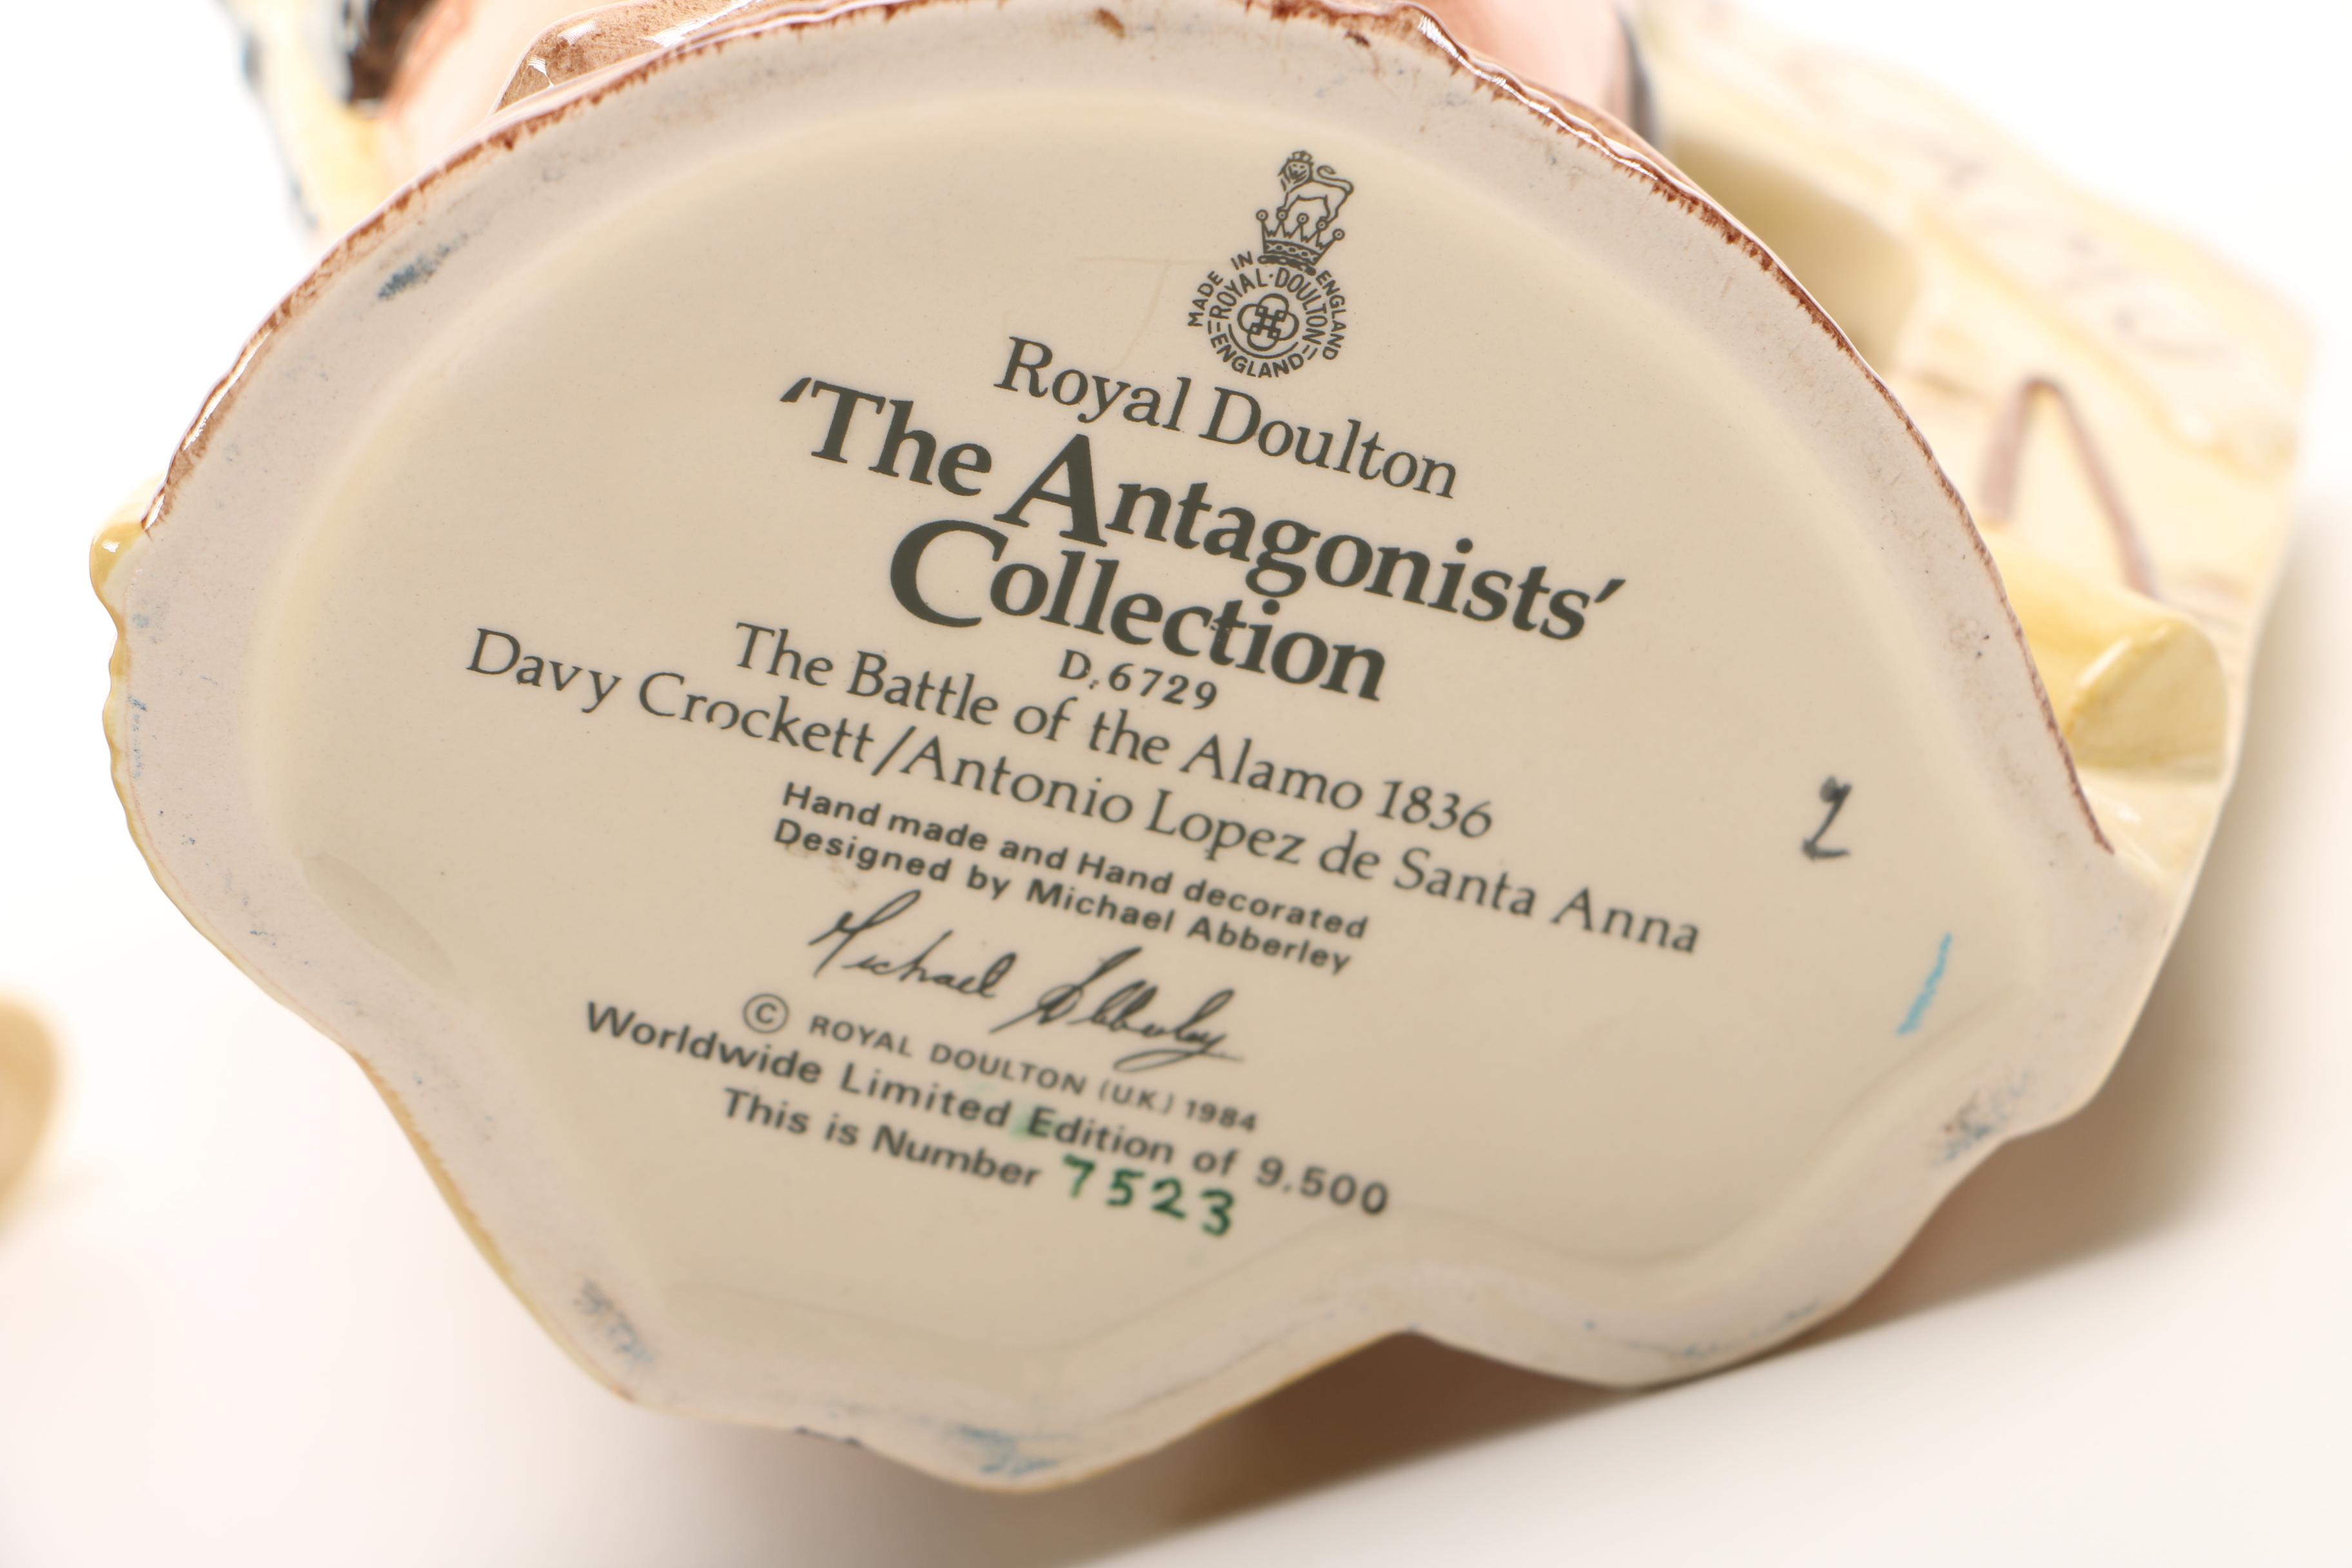 MADE IN ENGLAND
ROYAL·DOULTON
ENGLAND
Royal Doulton
'The Antagonists'
Collection
D.6729
The Battle of the Alamo 1836
Davy Crockett/Antonio Lopez de Santa Anna
Hand made and Hand decorated
Designed by Michael Abberley
Michael Abberley
© ROYAL DOULTON (U.K.) 1984
Worldwide Limited Edition of 9.500
This is Number 7523